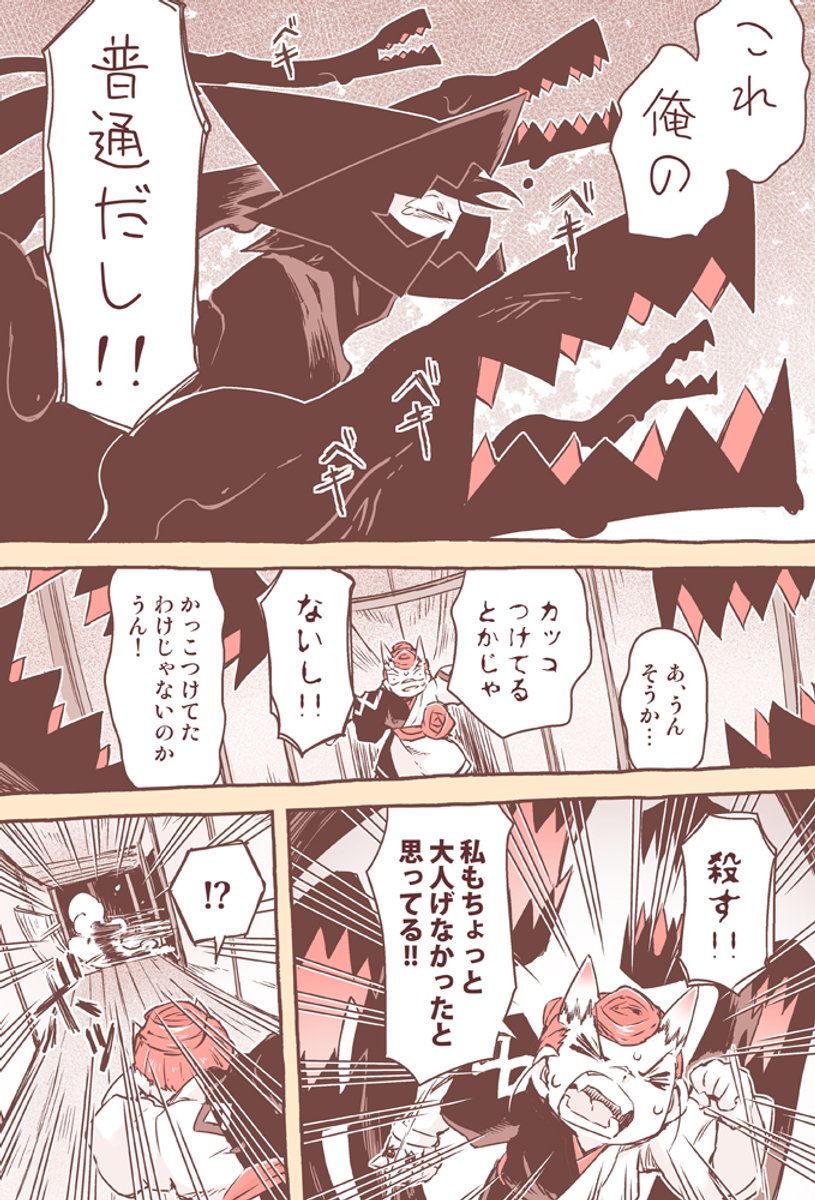 これ
俺の
普通だし!!
ベキ
ベキ
ベキ
ベキ
あ、うん
そうか…
カッコ
つけてる
とかじゃ
ないし!!
かっこつけてた
わけじゃないのか
うん!
殺す!!
私もちょっと
大人げなかったと
思ってる!!
!?